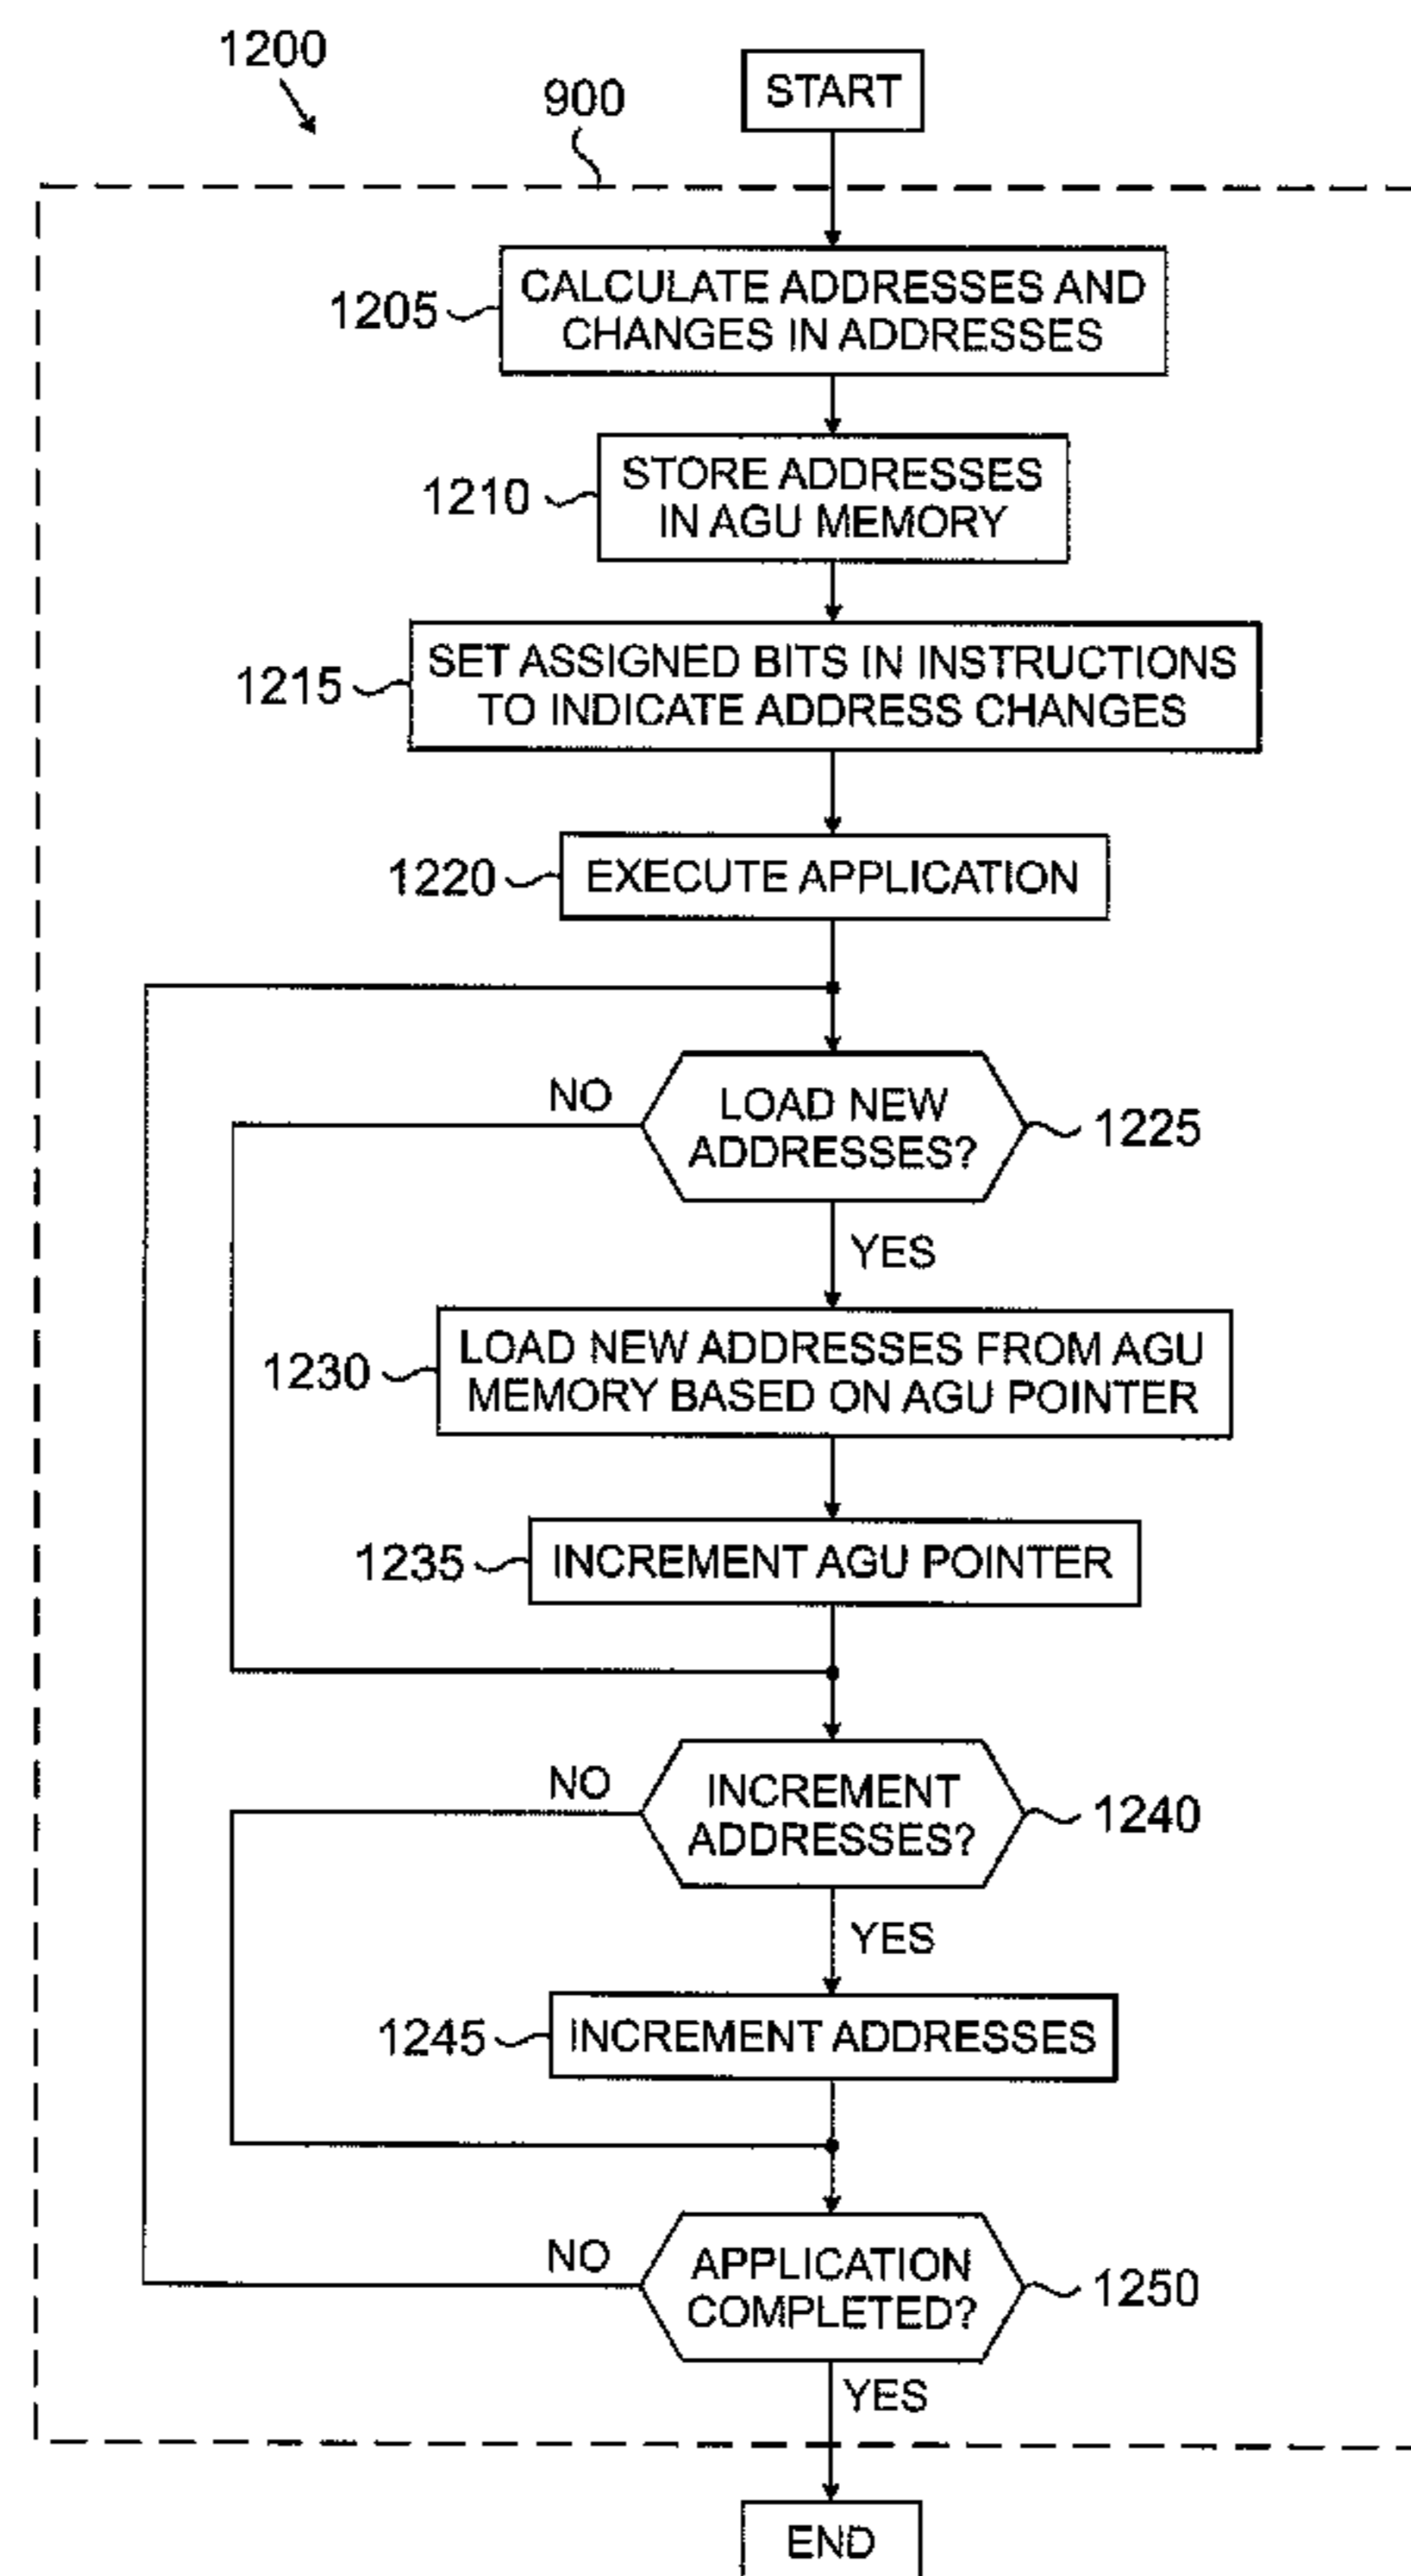 1200
900
START
1205
CALCULATE ADDRESSES AND
CHANGES IN ADDRESSES
1210
STORE ADDRESSES
IN AGU MEMORY
1215
SET ASSIGNED BITS IN INSTRUCTIONS
TO INDICATE ADDRESS CHANGES
1220
EXECUTE APPLICATION
NO
LOAD NEW
ADDRESSES?
1225
YES
1230
LOAD NEW ADDRESSES FROM AGU
MEMORY BASED ON AGU POINTER
1235
INCREMENT AGU POINTER
NO
INCREMENT
ADDRESSES?
1240
YES
1245
INCREMENT ADDRESSES
NO
APPLICATION
COMPLETED?
1250
YES
END